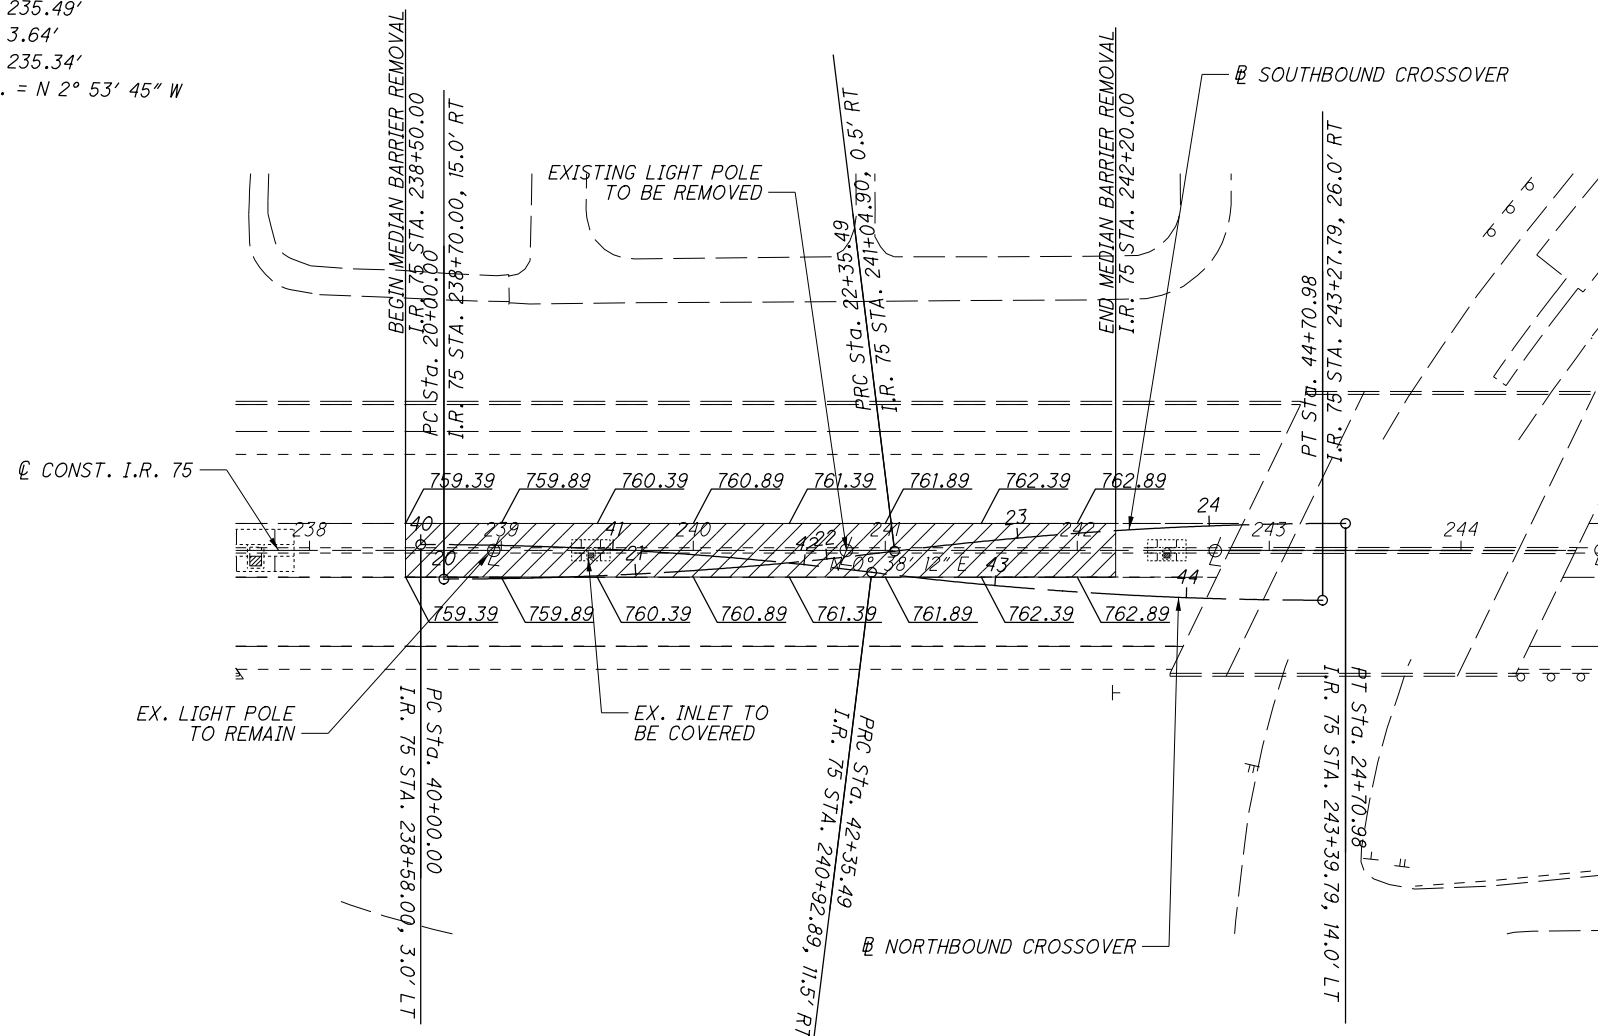 235.49'
3.64'
235.34'
. = N 2° 53' 45" W
BEGIN MEDIAN BARRIER REMOVAL
I.R. 75 STA. 238+50.00
PC Sta. 20+00.00
I.R. 75 STA. 238+70.00, 15.0' RT
EXISTING LIGHT POLE
TO BE REMOVED
PRC Sta. 22+35.49
I.R. 75 STA. 241+04.90, 0.5' RT
END MEDIAN BARRIER REMOVAL
I.R. 75 STA. 242+20.00
℄ SOUTHBOUND CROSSOVER
PT Sta. 44+70.98
I.R. 75 STA. 243+27.79, 26.0' RT
℄ CONST. I.R. 75
759.39 759.89 760.39 760.89 761.39 761.89 762.39 762.89
238 40 239 41 240 42 22 241 23 242 24 243 244
20 21 N 0° 38' 12" E 43 44
759.39 759.89 760.39 760.89 761.39 761.89 762.39 762.89
EX. LIGHT POLE
TO REMAIN
PC Sta. 40+00.00
I.R. 75 STA. 238+58.00, 3.0' LT
EX. INLET TO
BE COVERED
PRC Sta. 42+35.49
I.R. 75 STA. 240+92.89, 11.5' RT
℄ NORTHBOUND CROSSOVER
PT Sta. 24+70.98
I.R. 75 STA. 243+39.79, 14.0' LT